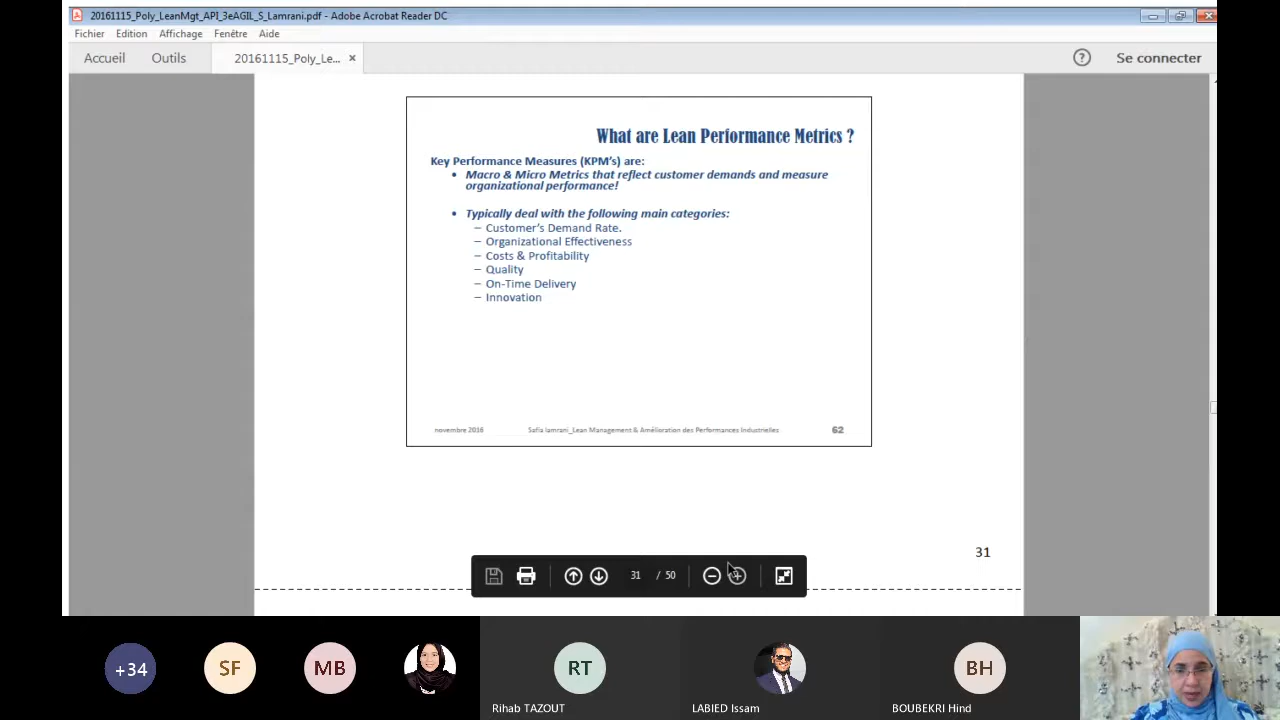 20161115_Poly_LeanMgt_API_3eAGIL_S_Lamrani.pdf - Adobe Acrobat Reader DC
Fichier Edition Affichage Fenêtre Aide
Accueil Outils 20161115_Poly_Le... × ? Se connecter
What are Lean Performance Metrics ?
Key Performance Measures (KPM's) are:
• Macro & Micro Metrics that reflect customer demands and measure
organizational performance!
• Typically deal with the following main categories:
– Customer's Demand Rate.
– Organizational Effectiveness
– Costs & Profitability
– Quality
– On-Time Delivery
– Innovation
novembre 2016 Safia lamrani_Lean Management & Amélioration des Performances Industrielles 62
31
31 / 50
+34 SF MB RT BH
Rihab TAZOUT LABIED Issam BOUBEKRI Hind